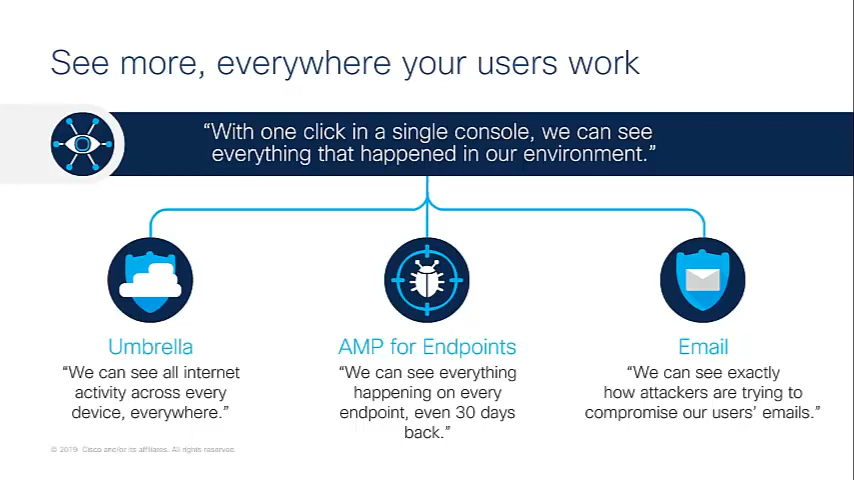 See more, everywhere your users work
“With one click in a single console, we can see
everything that happened in our environment.”
Umbrella
“We can see all internet
activity across every
device, everywhere.”
AMP for Endpoints
“We can see everything
happening on every
endpoint, even 30 days
back.”
Email
“We can see exactly
how attackers are trying to
compromise our users’ emails.”
© 2019 Cisco and/or its affiliates. All rights reserved.